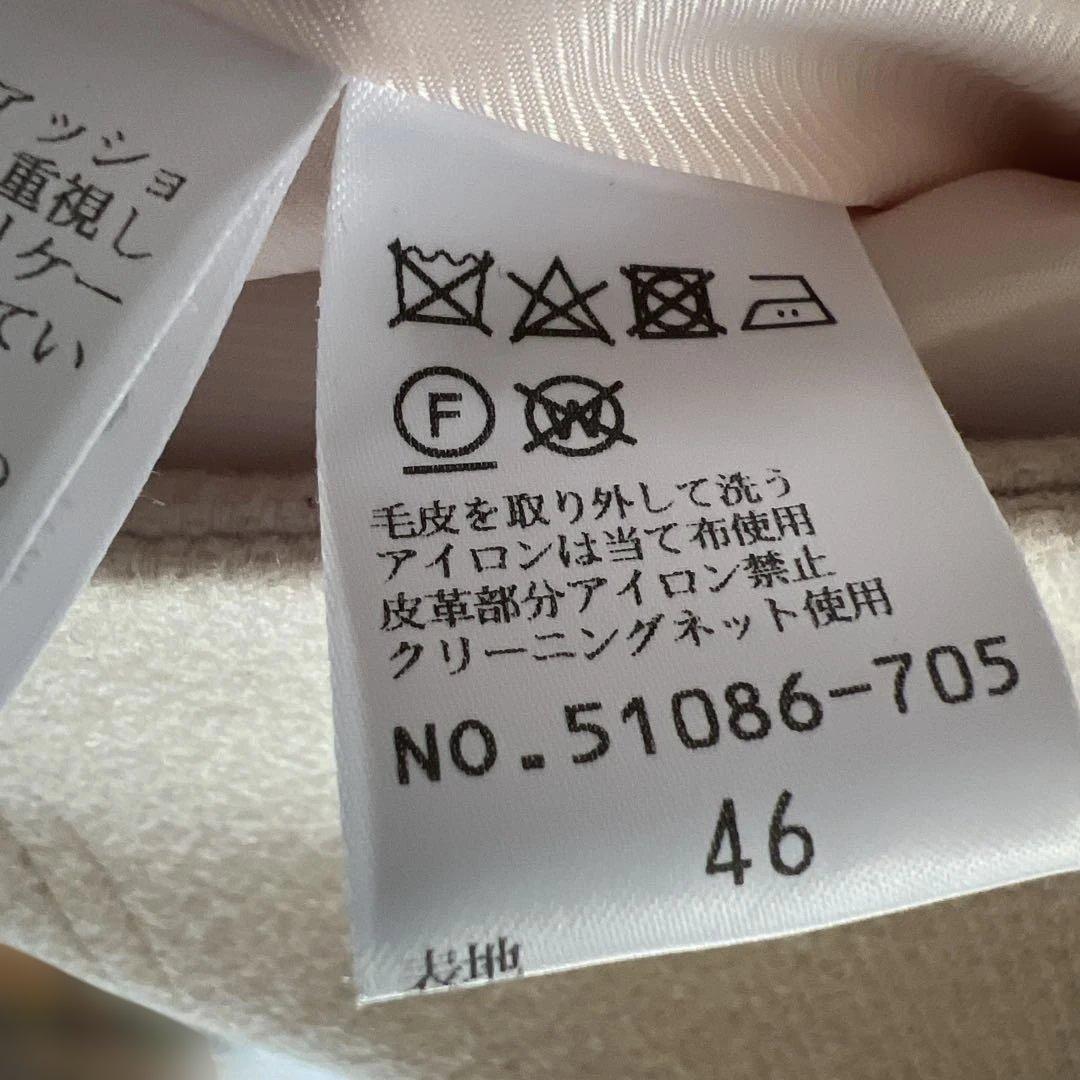 ァッショ
重視し
ケー
てい
F
W
毛皮を取り外して洗う
アイロンは当て布使用
皮革部分アイロン禁止
クリーニングネット使用
NO.51086-705
46
表地